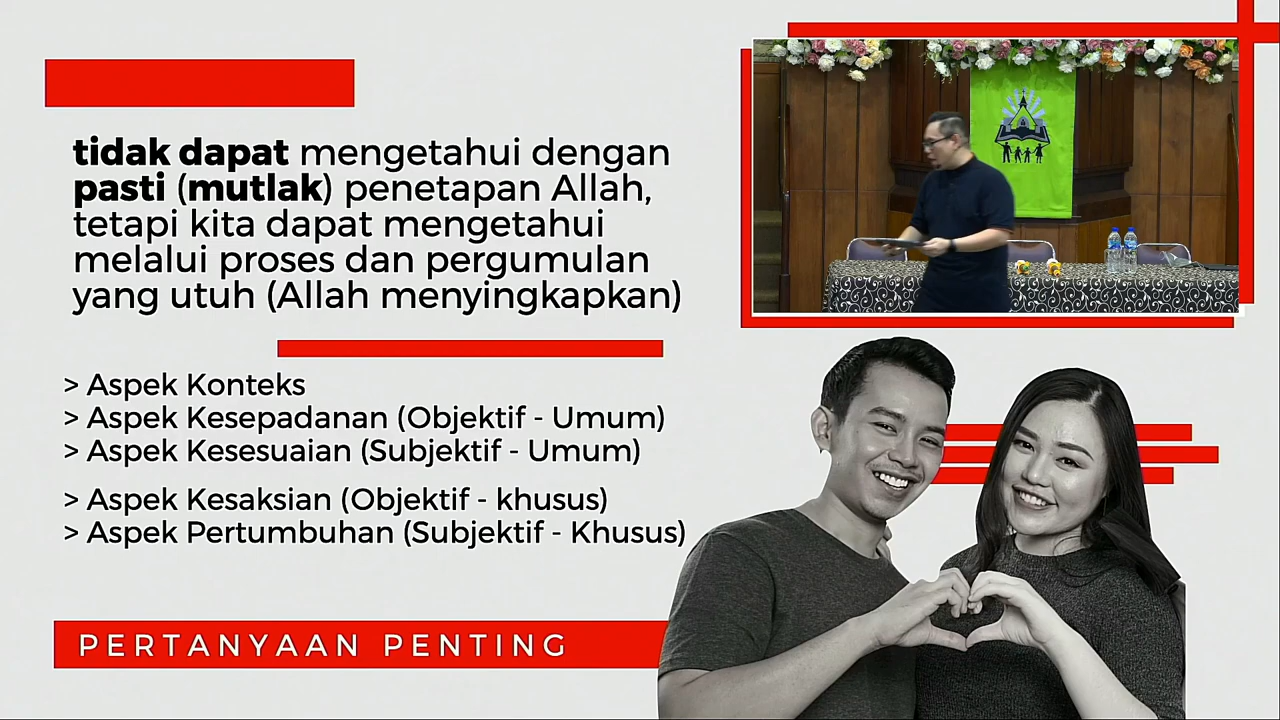 tidak dapat mengetahui dengan
pasti (mutlak) penetapan Allah,
tetapi kita dapat mengetahui
melalui proses dan pergumulan
yang utuh (Allah menyingkapkan)
> Aspek Konteks
> Aspek Kesepadanan (Objektif - Umum)
> Aspek Kesesuaian (Subjektif - Umum)
> Aspek Kesaksian (Objektif - khusus)
> Aspek Pertumbuhan (Subjektif - Khusus)
PERTANYAAN PENTING